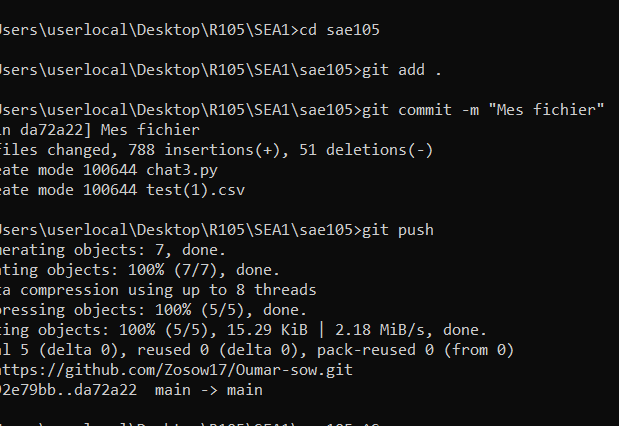 Users\userlocal\Desktop\R105\SEA1>cd sae105
Users\userlocal\Desktop\R105\SEA1\sae105>git add .
Users\userlocal\Desktop\R105\SEA1\sae105>git commit -m "Mes fichier"
in da72a22] Mes fichier
files changed, 788 insertions(+), 51 deletions(-)
eate mode 100644 chat3.py
eate mode 100644 test(1).csv
Users\userlocal\Desktop\R105\SEA1\sae105>git push
merating objects: 7, done.
nting objects: 100% (7/7), done.
ta compression using up to 8 threads
pressing objects: 100% (5/5), done.
ting objects: 100% (5/5), 15.29 KiB | 2.18 MiB/s, done.
al 5 (delta 0), reused 0 (delta 0), pack-reused 0 (from 0)
https://github.com/Zosow17/Oumar-sow.git
02e79bb..da72a22  main -> main